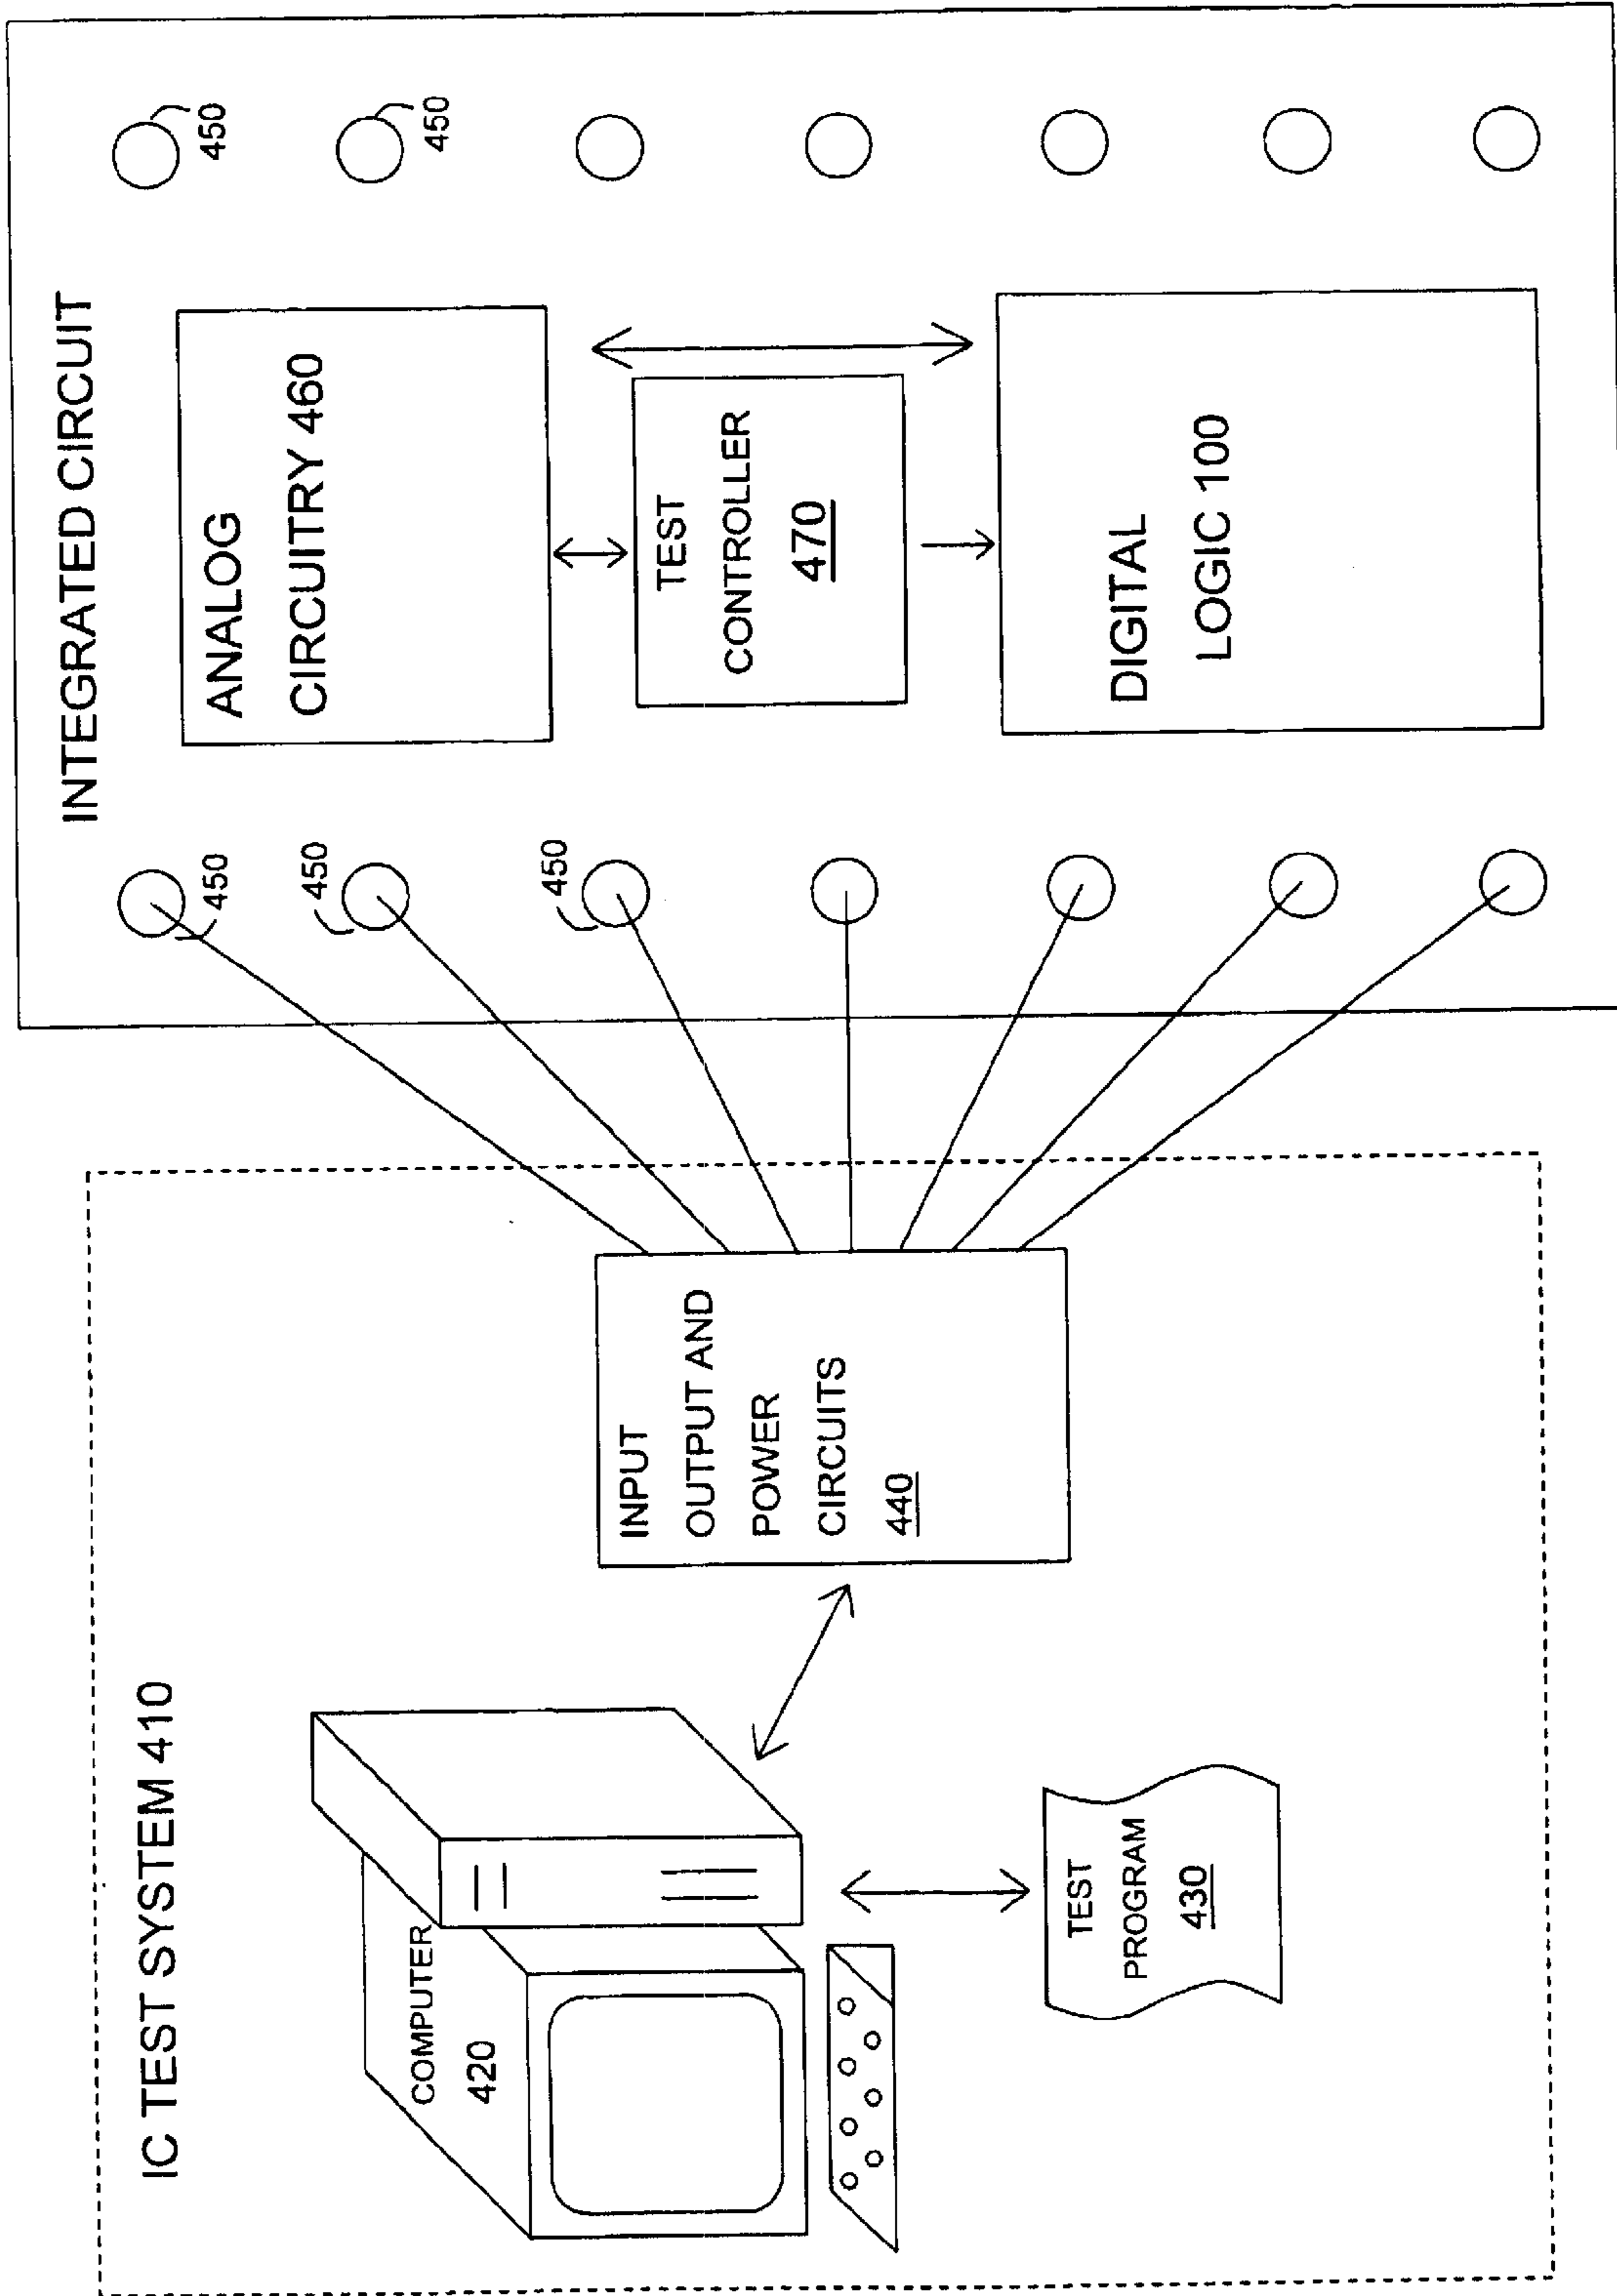 IC TEST SYSTEM 410
COMPUTER
420
TEST
PROGRAM
430
INPUT
OUTPUT AND
POWER
CIRCUITS
440
INTEGRATED CIRCUIT
450
450
450
450
450
ANALOG
CIRCUITRY 460
TEST
CONTROLLER
470
DIGITAL
LOGIC 100